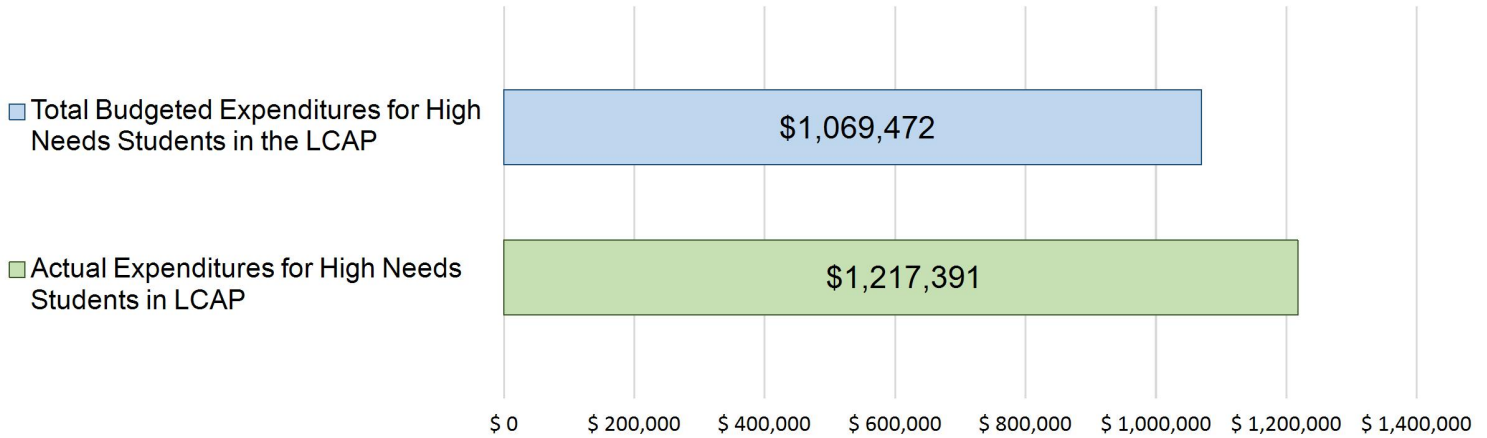 Total Budgeted Expenditures for High
Needs Students in the LCAP
$1,069,472
Actual Expenditures for High Needs
Students in LCAP
$1,217,391
$ 0 $ 200,000 $ 400,000 $ 600,000 $ 800,000 $ 1,000,000 $ 1,200,000 $ 1,400,000